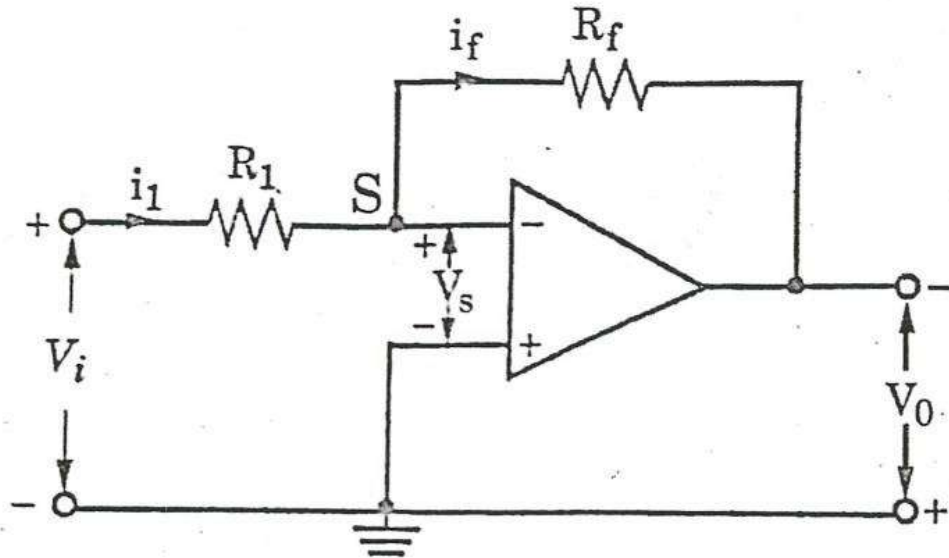 i_f R_f
i_1 R_1 S
+ + - -
V_s
V_i - + V_0
- +